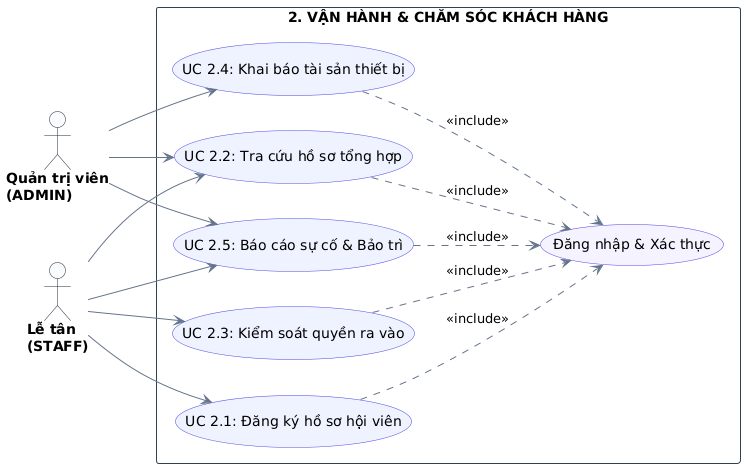 2. VẬN HÀNH & CHĂM SÓC KHÁCH HÀNG
UC 2.4: Khai báo tài sản thiết bị
«include»
Quản trị viên
(ADMIN)
UC 2.2: Tra cứu hồ sơ tổng hợp
«include»
UC 2.5: Báo cáo sự cố & Bảo trì
«include»
Đăng nhập & Xác thực
«include»
Lễ tân
(STAFF)
UC 2.3: Kiểm soát quyền ra vào
«include»
UC 2.1: Đăng ký hồ sơ hội viên